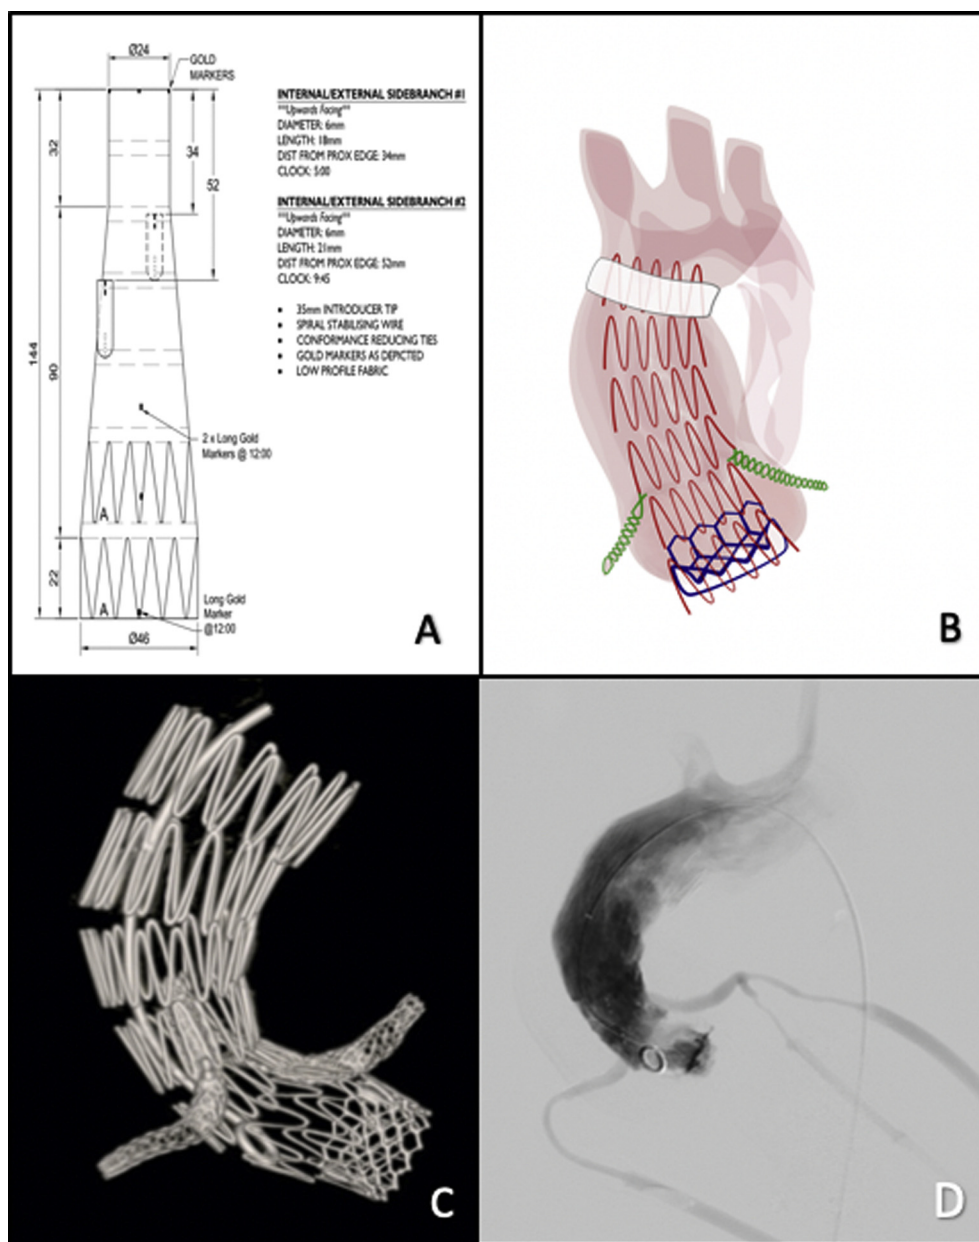 Ø24
GOLD
MARKERS
32
34
52
144
90
2 x Long Gold
Markers @ 12:00
A
22
A
Long Gold
Marker
@12:00
Ø46
INTERNAL/EXTERNAL SIDEBRANCH #1
**Upwards Facing**
DIAMETER: 6mm
LENGTH: 18mm
DIST FROM PROX EDGE: 34mm
CLOCK: 5:00
INTERNAL/EXTERNAL SIDEBRANCH #2
**Upwards Facing**
DIAMETER: 6mm
LENGTH: 21mm
DIST FROM PROX EDGE: 52mm
CLOCK: 9:45
▪ 35mm INTRODUCER TIP
▪ SPIRAL STABILISING WIRE
▪ CONFORMANCE REDUCING TIES
▪ GOLD MARKERS AS DEPICTED
▪ LOW PROFILE FABRIC
A
B
C
D